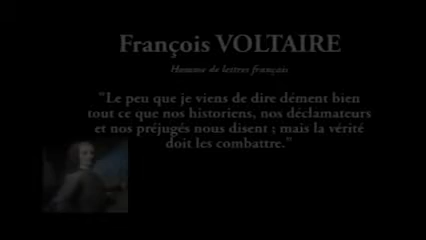 François VOLTAIRE
Homme de lettres français
"Le peu que je viens de dire dément bien
tout ce que nos historiens, nos déclamateurs
et nos préjugés nous disent ; mais la vérité
doit les combattre."